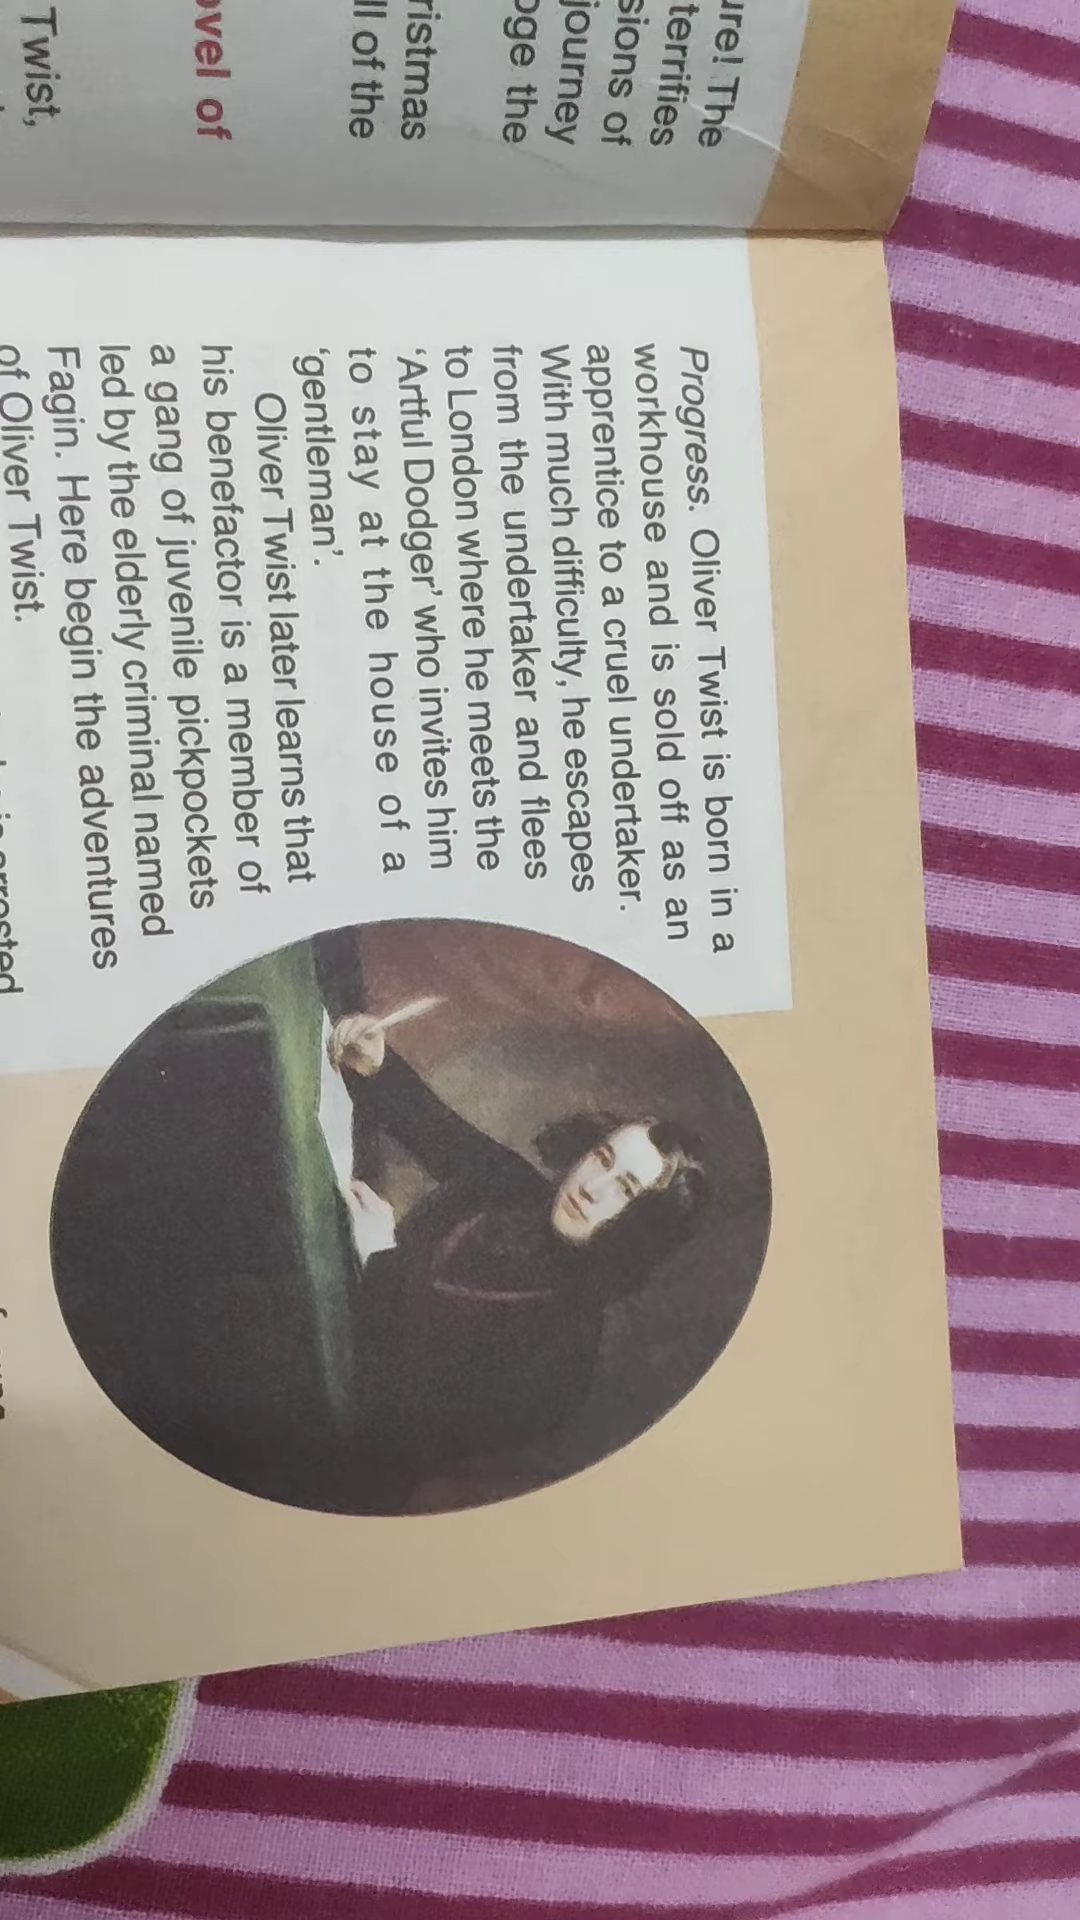 ure! The
terrifies
sions of
journey
oge the
ristmas
ll of the
ovel of
Twist,
Progress. Oliver Twist is born in a
workhouse and is sold off as an
apprentice to a cruel undertaker.
With much difficulty, he escapes
from the undertaker and flees
to London where he meets the
‘Artful Dodger’ who invites him
to stay at the house of a
‘gentleman’.
Oliver Twist later learns that
his benefactor is a member of
a gang of juvenile pickpockets
led by the elderly criminal named
Fagin. Here begin the adventures
of Oliver Twist.